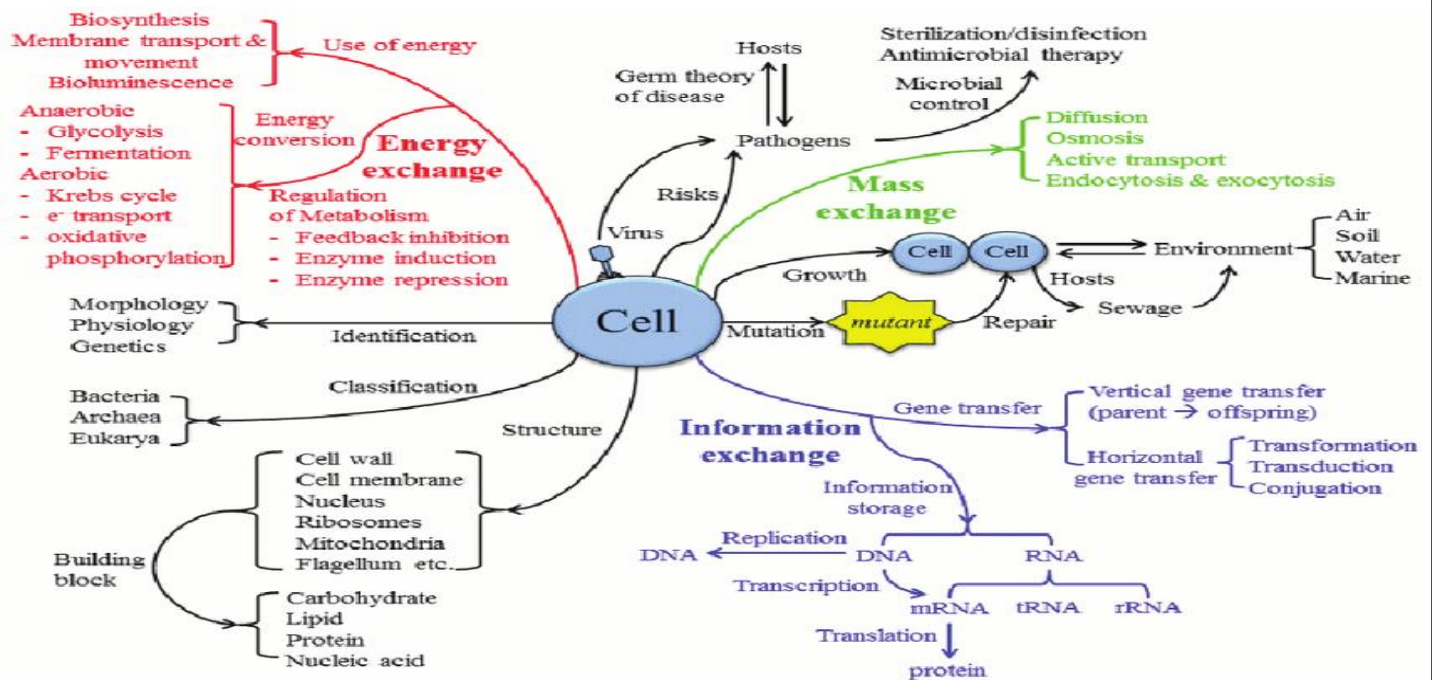 Biosynthesis
Membrane transport &
movement
Bioluminescence
Use of energy
Anaerobic
- Glycolysis
- Fermentation
Aerobic
- Krebs cycle
- e⁻ transport
- oxidative
phosphorylation
Energy
conversion
Energy
exchange
Regulation
of Metabolism
- Feedback inhibition
- Enzyme induction
- Enzyme repression
Hosts
Germ theory
of disease
Pathogens
Sterilization/disinfection
Antimicrobial therapy
Microbial
control
Virus
Risks
Mass
exchange
Diffusion
Osmosis
Active transport
Endocytosis & exocytosis
Cell
Growth
Cell
Cell
Environment
Air
Soil
Water
Marine
Hosts
Sewage
Mutation
mutant
Repair
Morphology
Physiology
Genetics
Identification
Bacteria
Archaea
Eukarya
Classification
Structure
Cell wall
Cell membrane
Nucleus
Ribosomes
Mitochondria
Flagellum etc.
Building
block
Carbohydrate
Lipid
Protein
Nucleic acid
Information
exchange
Gene transfer
Vertical gene transfer
(parent → offspring)
Horizontal
gene transfer
Transformation
Transduction
Conjugation
Information
storage
DNA
Replication
DNA
RNA
Transcription
mRNA
tRNA
rRNA
Translation
protein